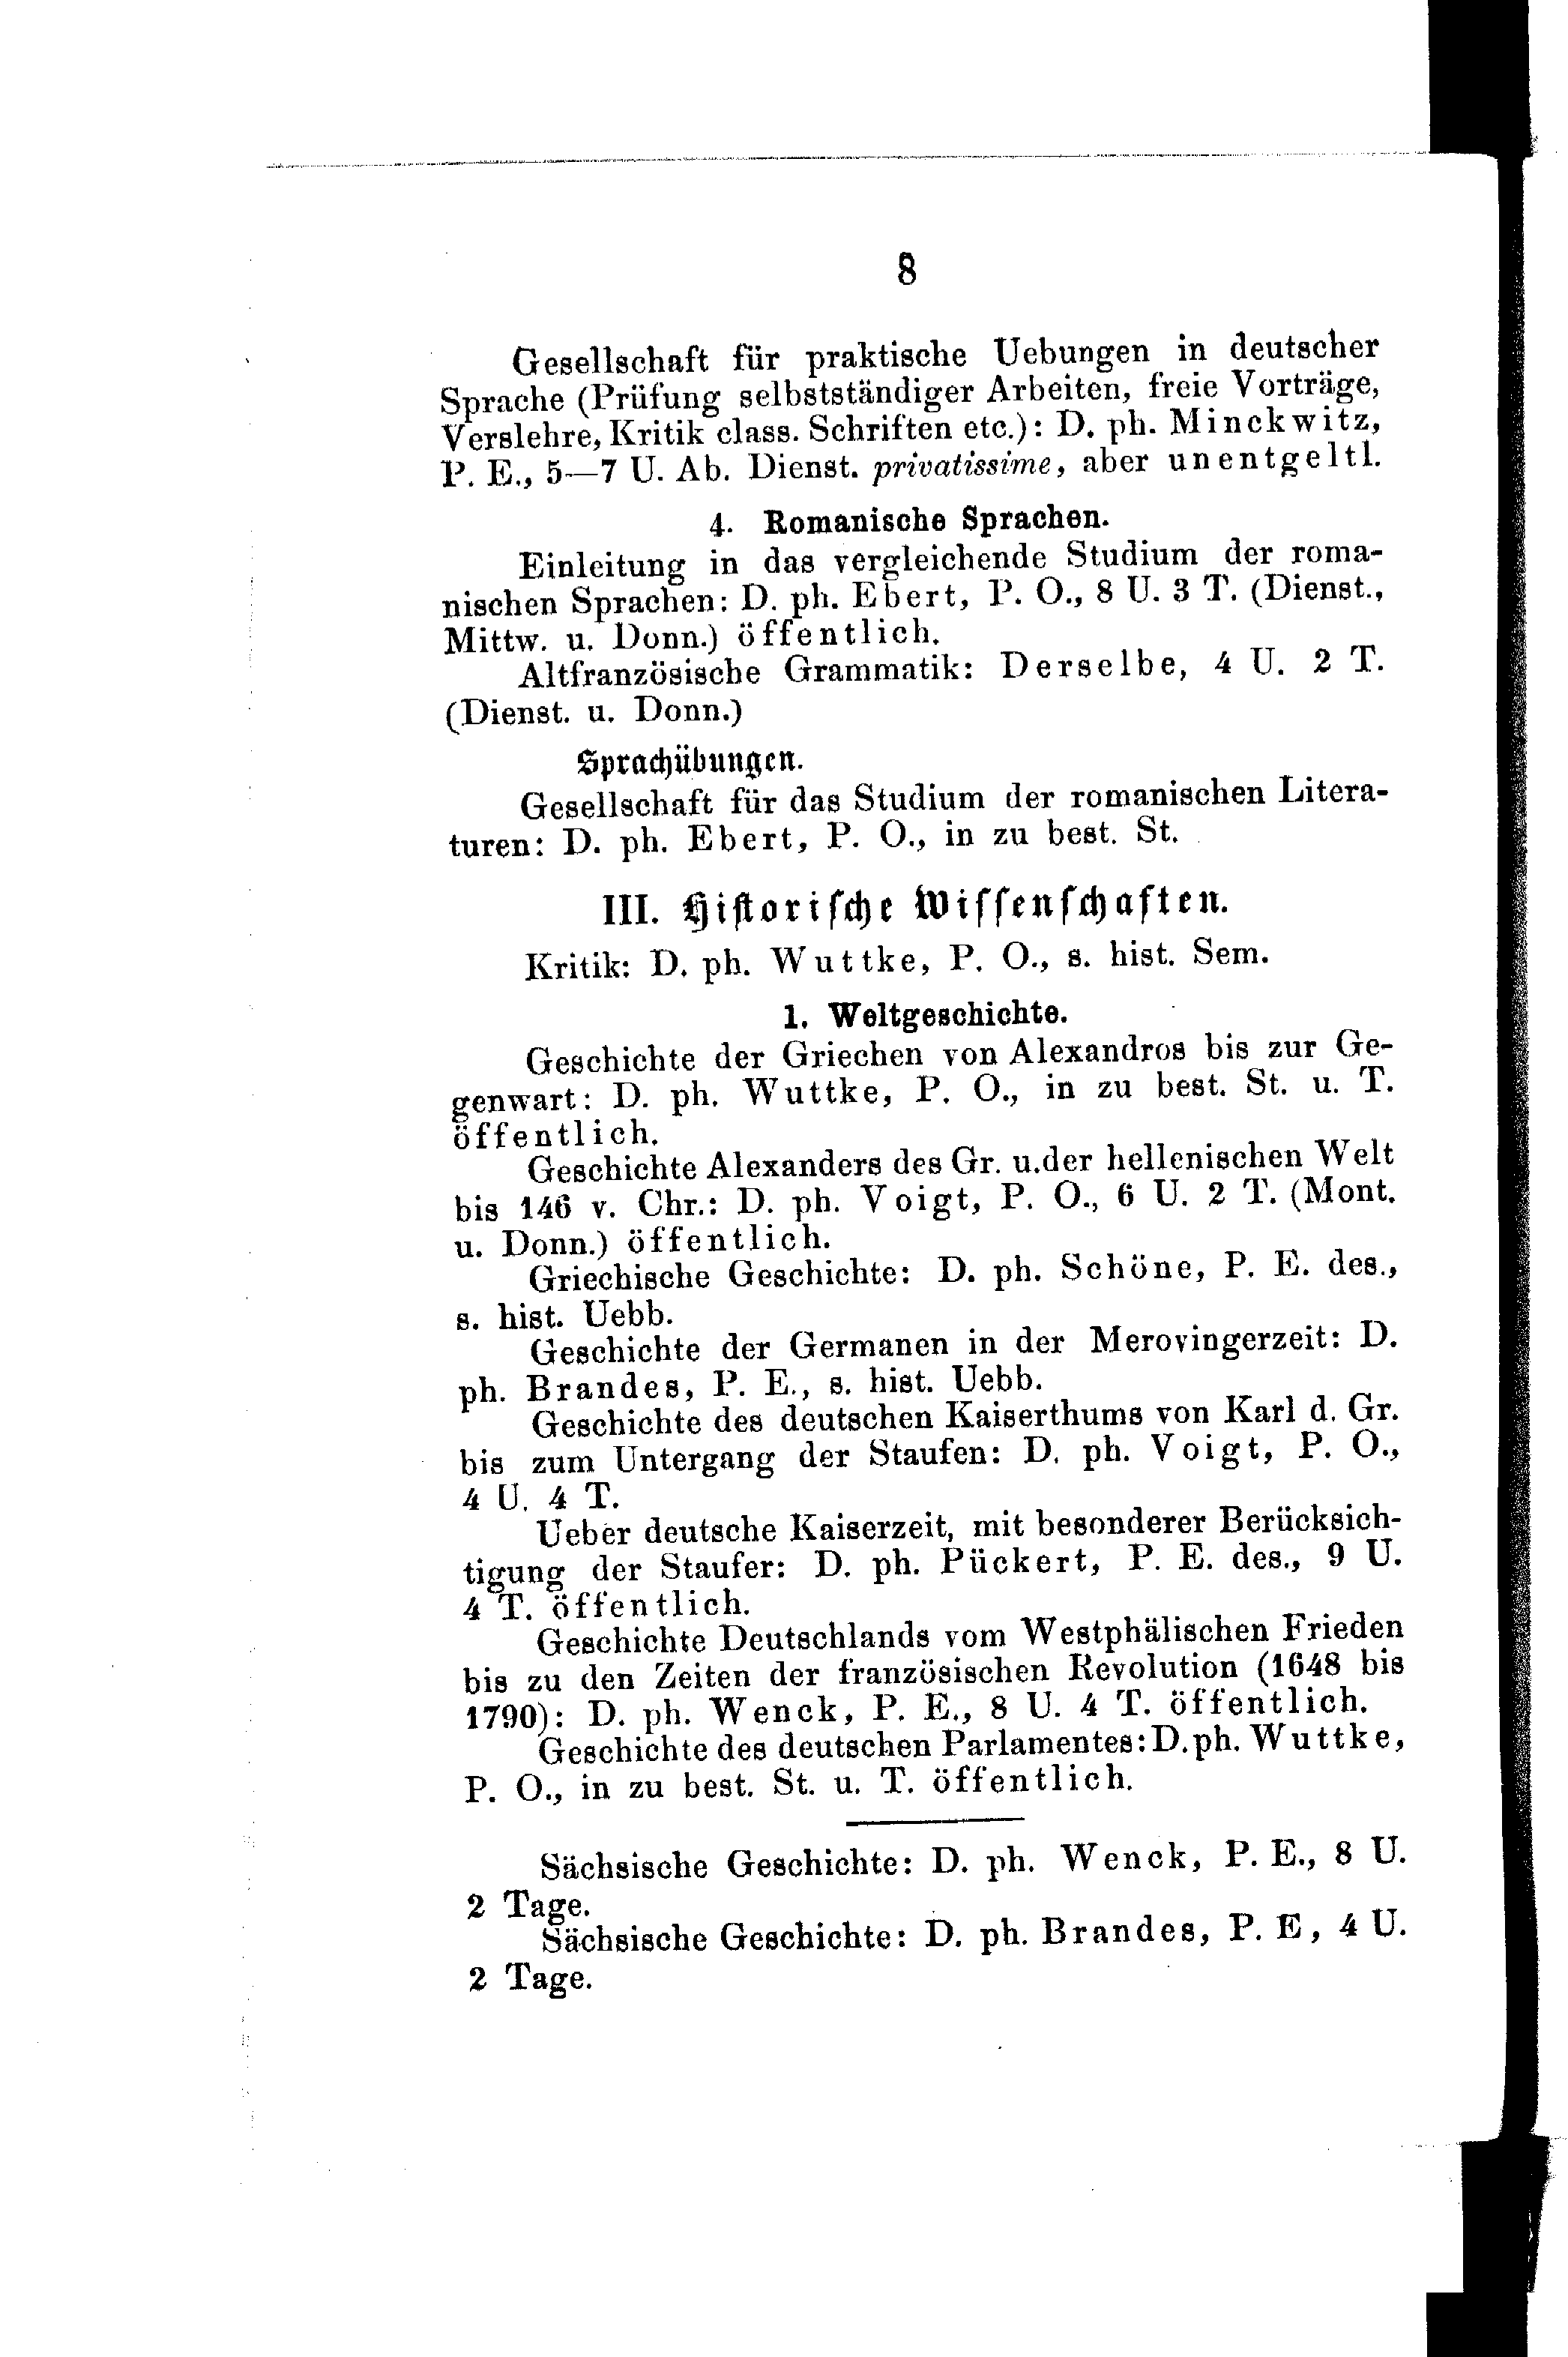 8
Gesellschaft für praktische Uebungen in deutscher
Sprache (Prüfung selbstständiger Arbeiten, freie Vorträge,
Verslehre, Kritik class. Schriften etc.): D. ph. Minckwitz,
P. E., 5—7 U. Ab. Dienst. privatissime, aber unentgeltl.
4. Romanische Sprachen.
Einleitung in das vergleichende Studium der roma-
nischen Sprachen: D. ph. Ebert, P. O., 8 U. 3 T. (Dienst.,
Mittw. u. Donn.) öffentlich.
Altfranzösische Grammatik: Derselbe, 4 U. 2 T.
(Dienst. u. Donn.)
Sprachübungen.
Gesellschaft für das Studium der romanischen Litera-
turen: D. ph. Ebert, P. O., in zu best. St.
III. Historische Wissenschaften.
Kritik: D. ph. Wuttke, P. O., s. hist. Sem.
1. Weltgeschichte.
Geschichte der Griechen von Alexandros bis zur Ge-
genwart: D. ph. Wuttke, P. O., in zu best. St. u. T.
öffentlich.
Geschichte Alexanders des Gr. u.der hellenischen Welt
bis 146 v. Chr.: D. ph. Voigt, P. O., 6 U. 2 T. (Mont.
u. Donn.) öffentlich.
Griechische Geschichte: D. ph. Schöne, P. E. des.,
s. hist. Uebb.
Geschichte der Germanen in der Merovingerzeit: D.
ph. Brandes, P. E., s. hist. Uebb.
Geschichte des deutschen Kaiserthums von Karl d. Gr.
bis zum Untergang der Staufen: D. ph. Voigt, P. O.,
4 U. 4 T.
Ueber deutsche Kaiserzeit, mit besonderer Berücksich-
tigung der Staufer: D. ph. Pückert, P. E. des., 9 U.
4 T. öffentlich.
Geschichte Deutschlands vom Westphälischen Frieden
bis zu den Zeiten der französischen Revolution (1648 bis
1790): D. ph. Wenck, P. E., 8 U. 4 T. öffentlich.
Geschichte des deutschen Parlamentes: D. ph. Wuttke,
P. O., in zu best. St. u. T. öffentlich.
Sächsische Geschichte: D. ph. Wenck, P. E., 8 U.
2 Tage.
Sächsische Geschichte: D. ph. Brandes, P. E, 4 U.
2 Tage.